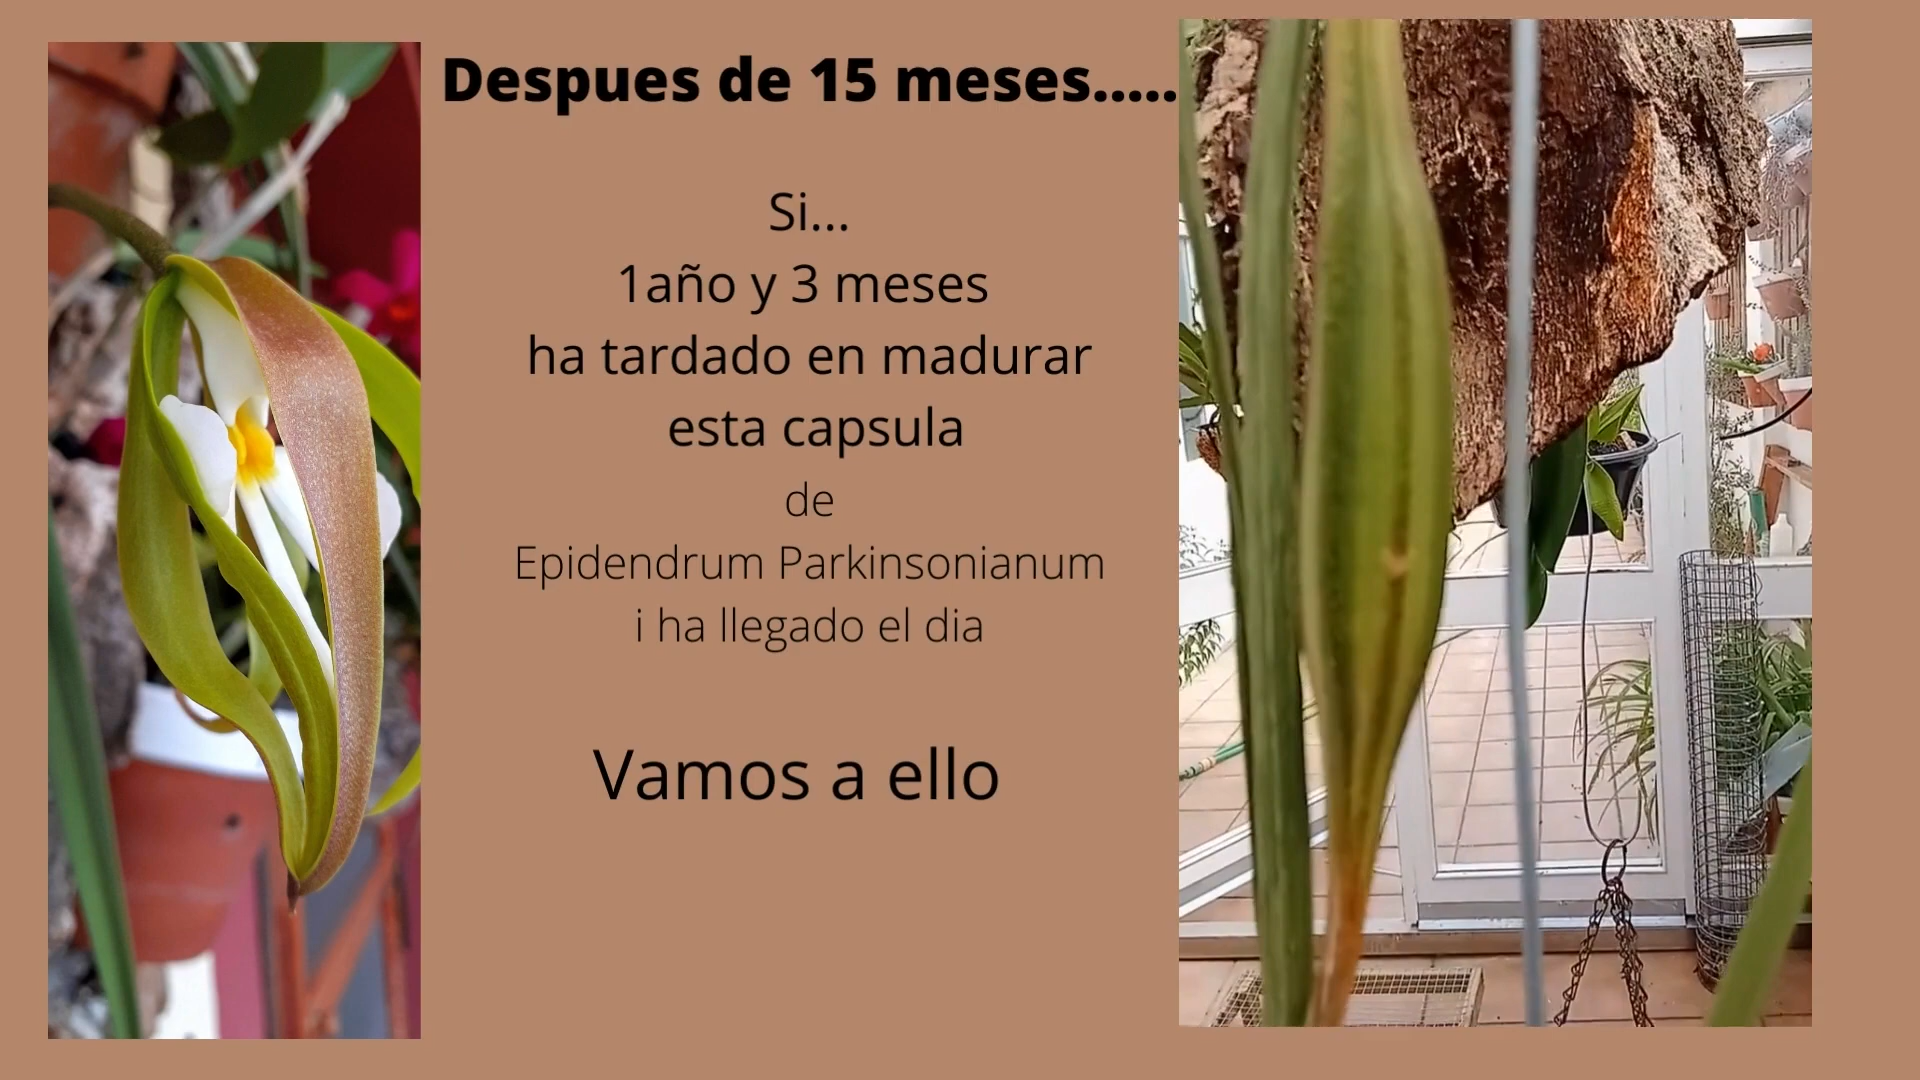 Despues de 15 meses.....
Si...
1año y 3 meses
ha tardado en madurar
esta capsula
de
Epidendrum Parkinsonianum
i ha llegado el dia
Vamos a ello